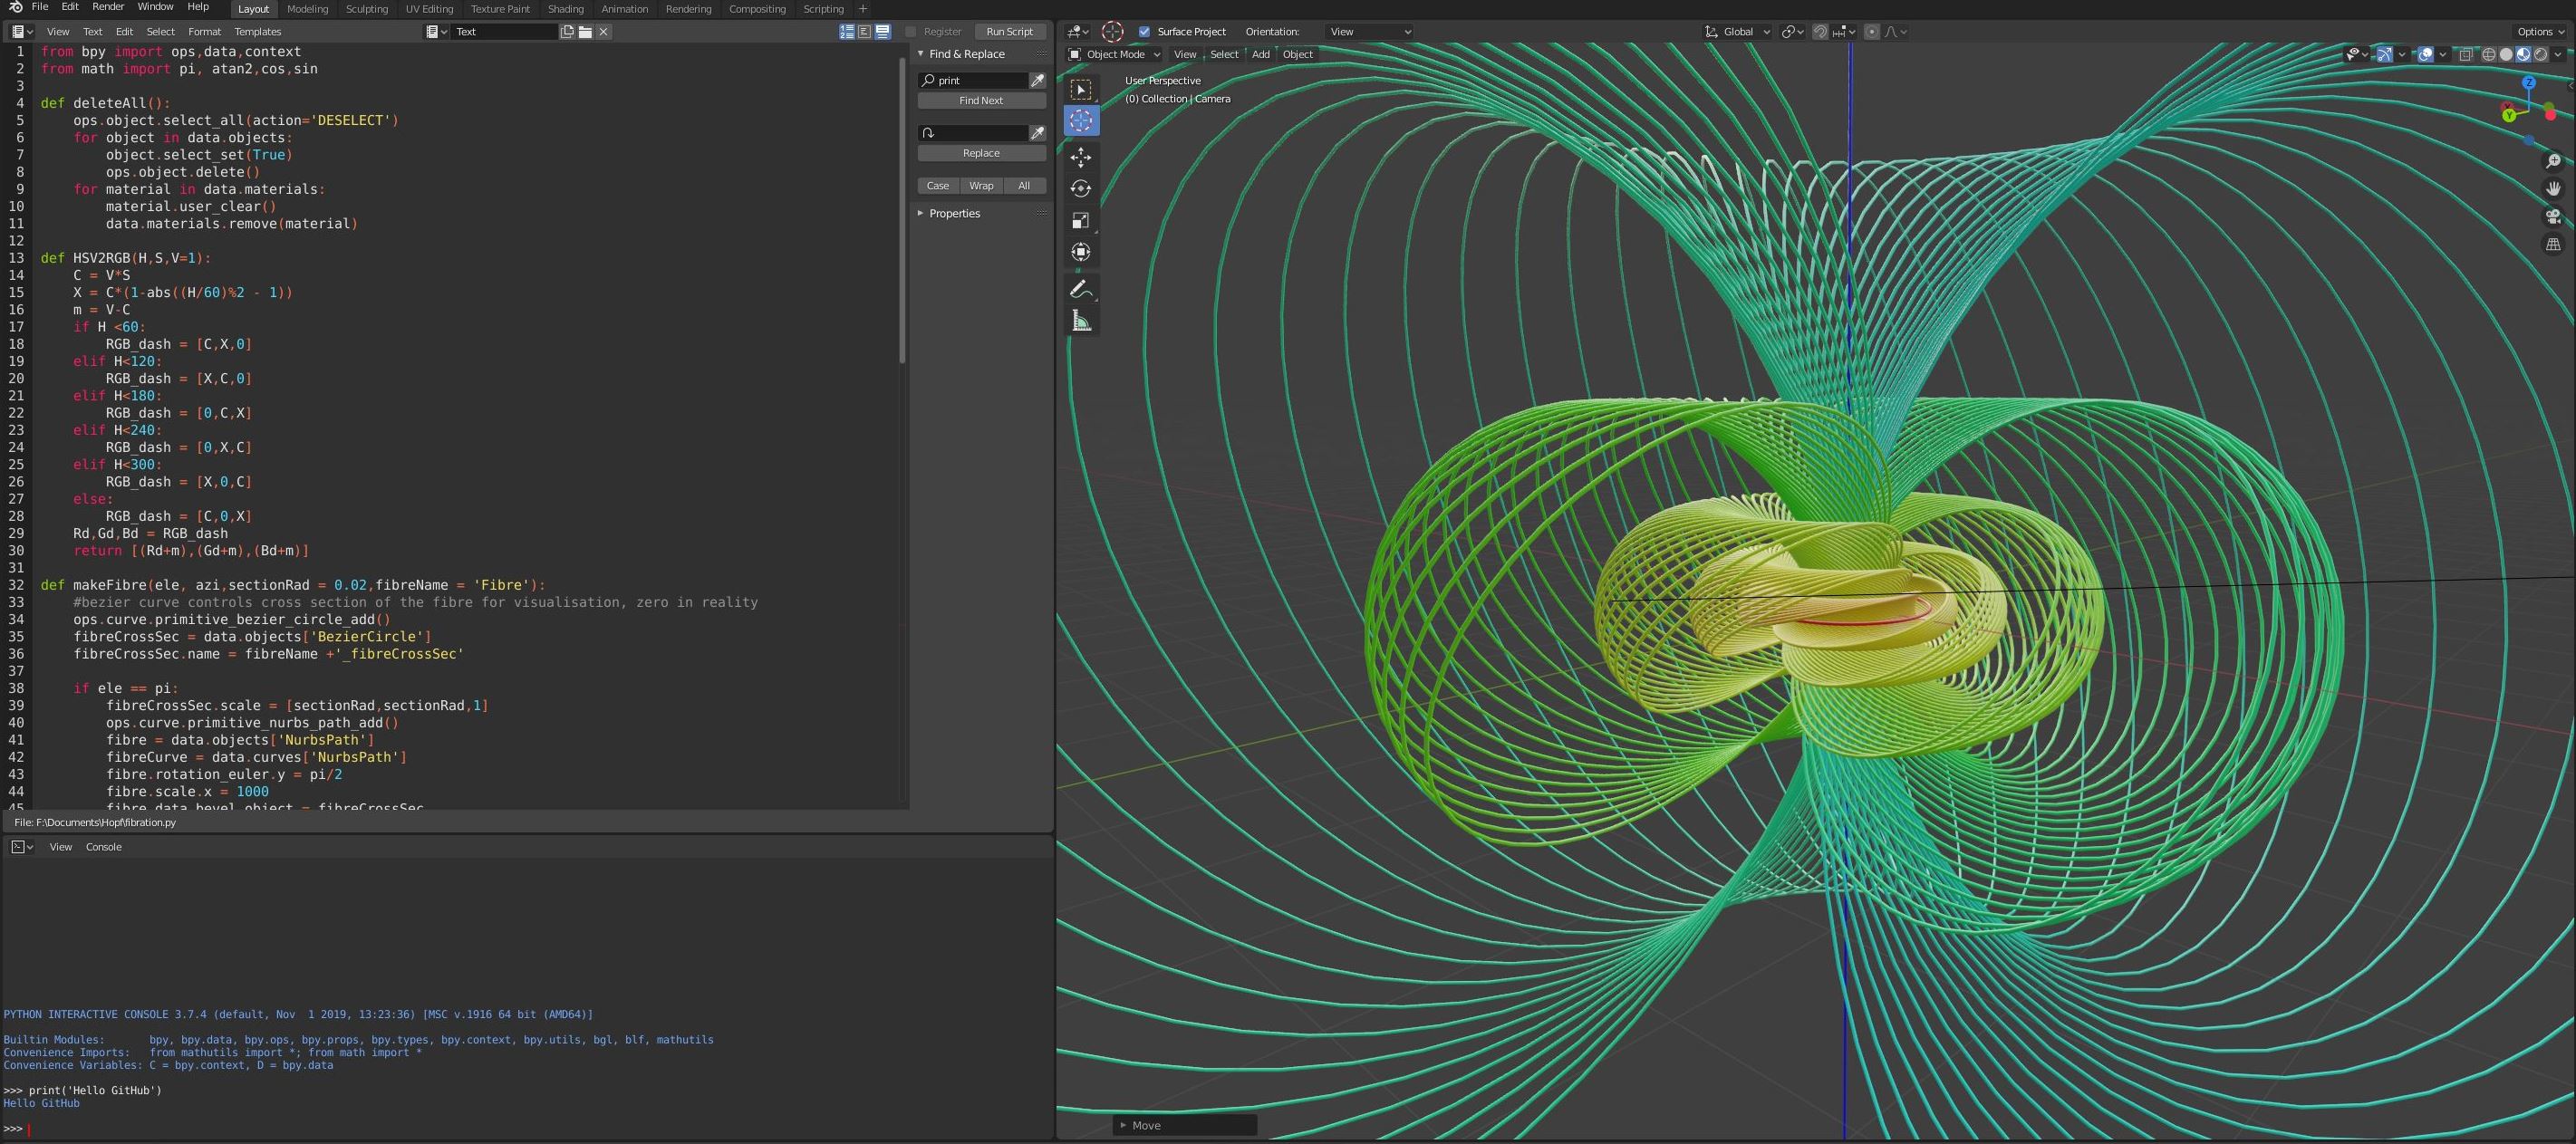 File Edit Render Window Help Layout Modeling Sculpting UV Editing Texture Paint Shading Animation Rendering Compositing Scripting +
View Text Edit Select Format Templates Text Register Run Script
1 from bpy import ops,data,context
2 from math import pi, atan2,cos,sin
3
4 def deleteAll():
5     ops.object.select_all(action='DESELECT')
6     for object in data.objects:
7         object.select_set(True)
8         ops.object.delete()
9     for material in data.materials:
10         material.user_clear()
11         data.materials.remove(material)
12
13 def HSV2RGB(H,S,V=1):
14     C = V*S
15     X = C*(1-abs((H/60)%2 - 1))
16     m = V-C
17     if H <60:
18         RGB_dash = [C,X,0]
19     elif H<120:
20         RGB_dash = [X,C,0]
21     elif H<180:
22         RGB_dash = [0,C,X]
23     elif H<240:
24         RGB_dash = [0,X,C]
25     elif H<300:
26         RGB_dash = [X,0,C]
27     else:
28         RGB_dash = [C,0,X]
29     Rd,Gd,Bd = RGB_dash
30     return [(Rd+m),(Gd+m),(Bd+m)]
31
32 def makeFibre(ele, azi,sectionRad = 0.02,fibreName = 'Fibre'):
33     #bezier curve controls cross section of the fibre for visualisation, zero in reality
34     ops.curve.primitive_bezier_circle_add()
35     fibreCrossSec = data.objects['BezierCircle']
36     fibreCrossSec.name = fibreName +'_fibreCrossSec'
37
38     if ele == pi:
39         fibreCrossSec.scale = [sectionRad,sectionRad,1]
40         ops.curve.primitive_nurbs_path_add()
41         fibre = data.objects['NurbsPath']
42         fibreCurve = data.curves['NurbsPath']
43         fibre.rotation_euler.y = pi/2
44         fibre.scale.x = 1000
45         fibre.data.bevel_object = fibreCrossSec
Find & Replace
print
Find Next
Replace
Case Wrap All
Properties
File: F:\Documents\Hopf\fibration.py
View Console
PYTHON INTERACTIVE CONSOLE 3.7.4 (default, Nov  1 2019, 13:23:36) [MSC v.1916 64 bit (AMD64)]
Builtin Modules:       bpy, bpy.data, bpy.ops, bpy.props, bpy.types, bpy.context, bpy.utils, bgl, blf, mathutils
Convenience Imports:   from mathutils import *; from math import *
Convenience Variables: C = bpy.context, D = bpy.data
>>> print('Hello GitHub')
Hello GitHub
>>>
Surface Project Orientation: View Global Options
Object Mode View Select Add Object
User Perspective
(0) Collection | Camera
Z
Y
Move